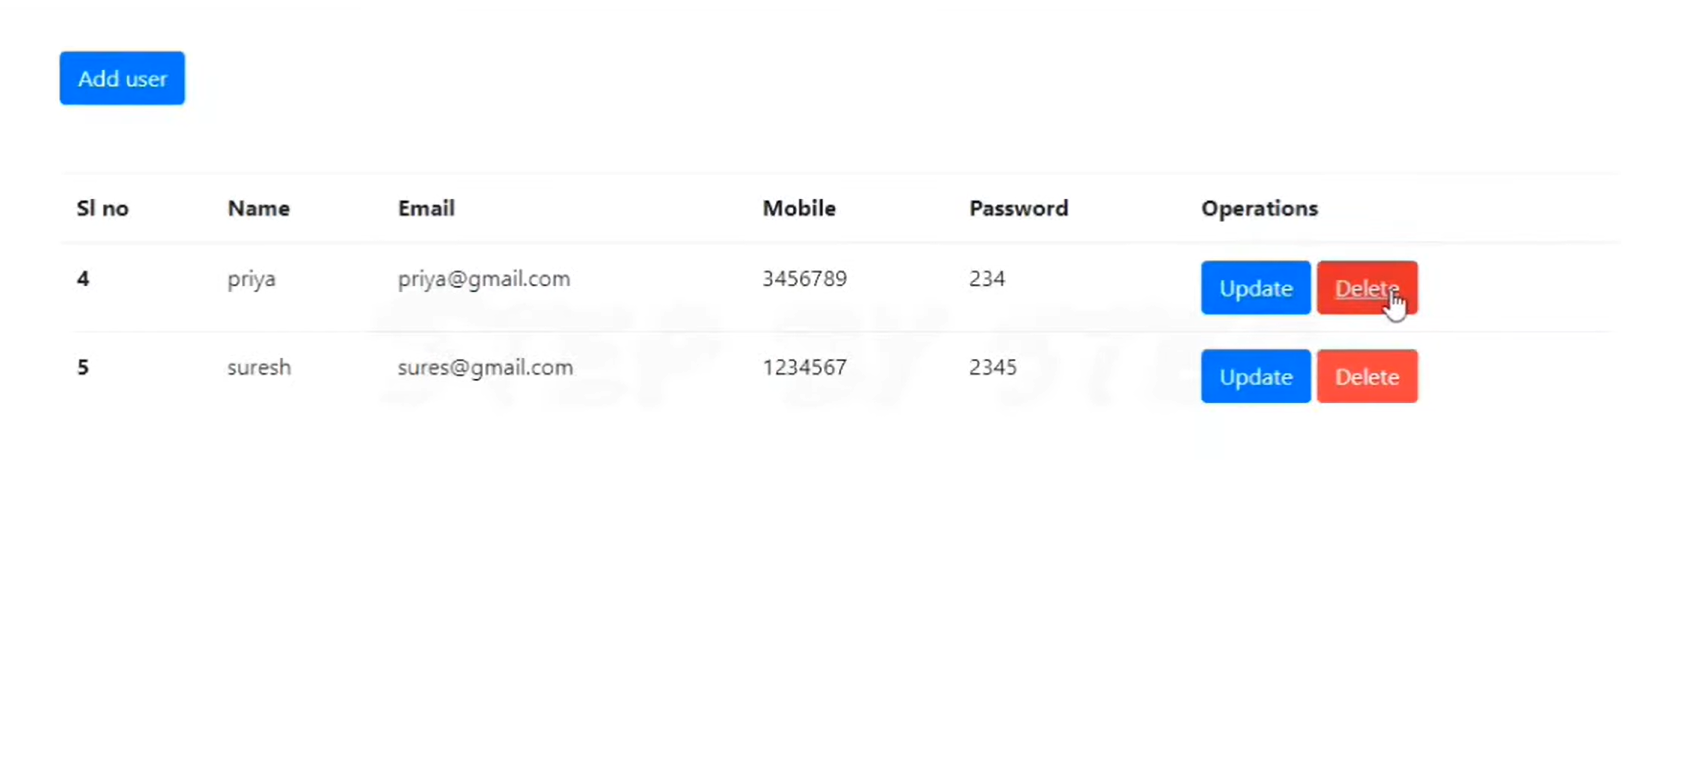 Add user
Sl no Name Email Mobile Password Operations
4 priya priya@gmail.com 3456789 234 Update Delete
5 suresh sures@gmail.com 1234567 2345 Update Delete
STEP BY STE